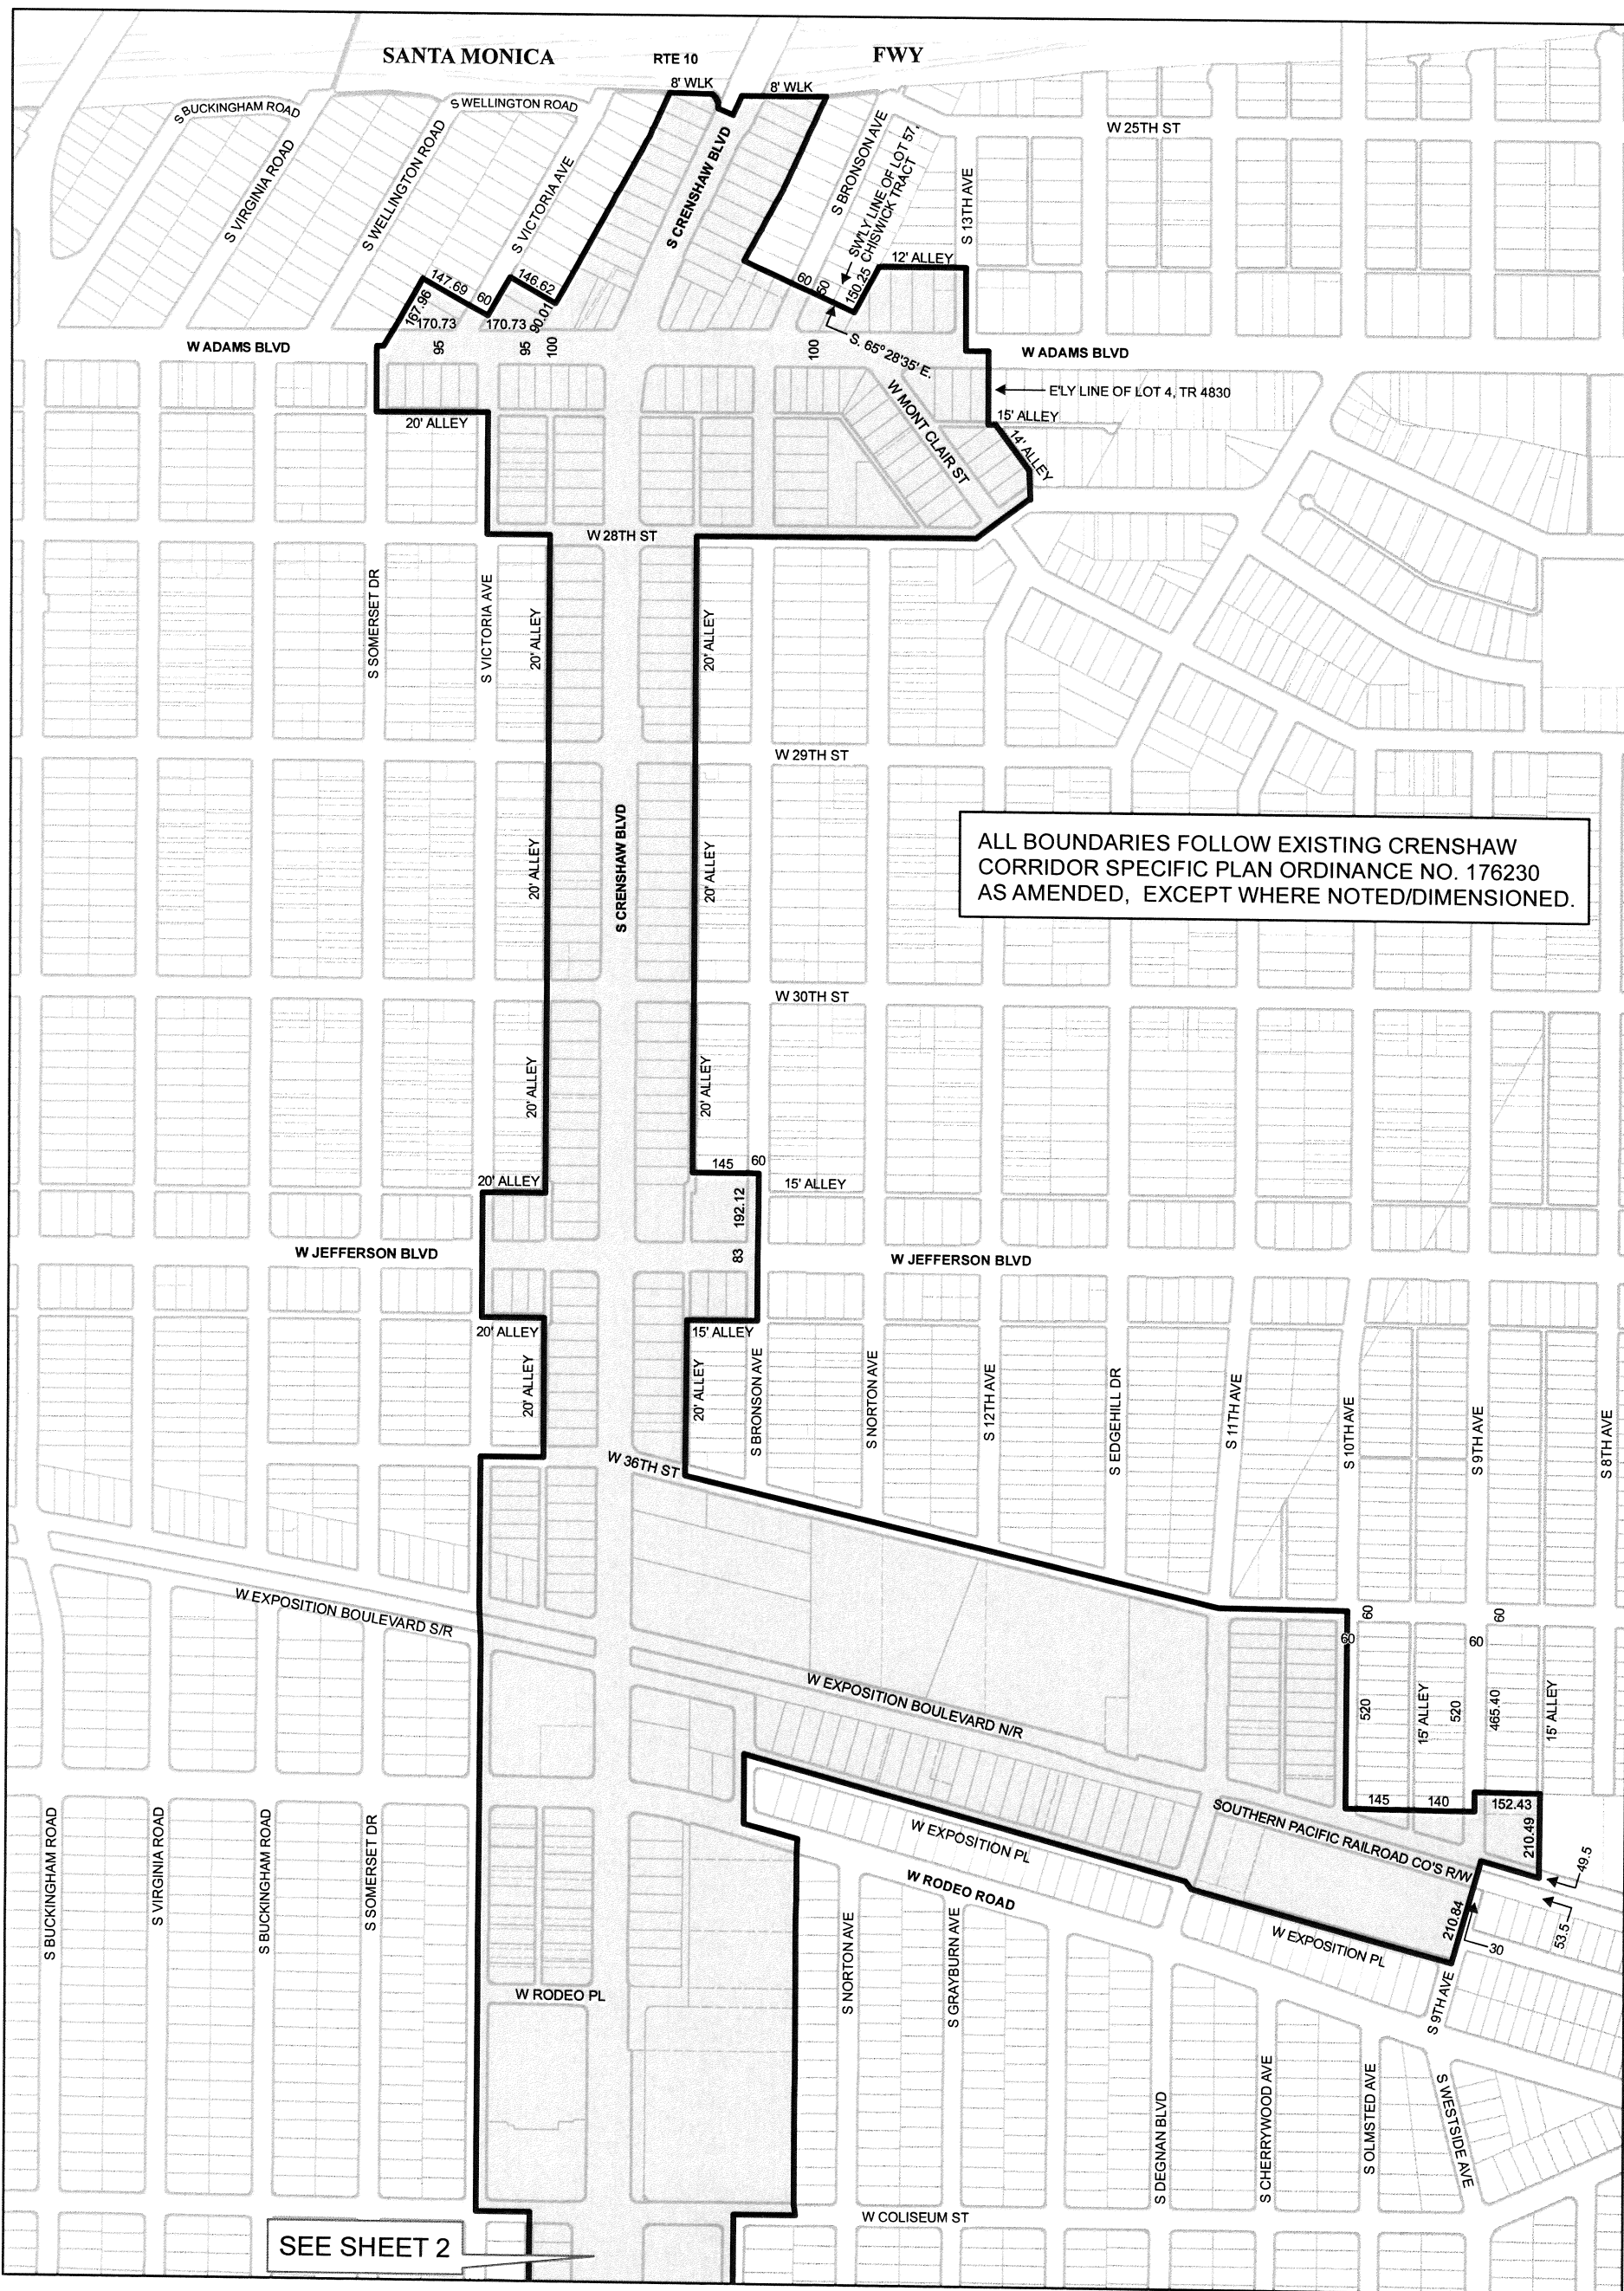 SANTA MONICA
RTE 10
FWY
8' WLK
8' WLK
S BUCKINGHAM ROAD
S WELLINGTON ROAD
W 25TH ST
S VIRGINIA ROAD
S WELLINGTON ROAD
S VICTORIA AVE
S CRENSHAW BLVD
S BRONSON AVE
SW'LY LINE OF LOT 57,
CHISWICK TRACT
S 13TH AVE
12' ALLEY
147.69
60
146.62
167.96
170.73
170.73
90.01
60
50
150.25
W ADAMS BLVD
95
95
100
100
S. 65° 28'35' E.
W ADAMS BLVD
E'LY LINE OF LOT 4, TR 4830
W MONT CLAIR ST
15' ALLEY
14' ALLEY
20' ALLEY
W 28TH ST
S SOMERSET DR
S VICTORIA AVE
20' ALLEY
20' ALLEY
W 29TH ST
S CRENSHAW BLVD
20' ALLEY
20' ALLEY
ALL BOUNDARIES FOLLOW EXISTING CRENSHAW
CORRIDOR SPECIFIC PLAN ORDINANCE NO. 176230
AS AMENDED, EXCEPT WHERE NOTED/DIMENSIONED.
W 30TH ST
20' ALLEY
20' ALLEY
145
60
20' ALLEY
15' ALLEY
192.12
83
W JEFFERSON BLVD
W JEFFERSON BLVD
20' ALLEY
15' ALLEY
20' ALLEY
20' ALLEY
S BRONSON AVE
S NORTON AVE
S 12TH AVE
S EDGEHILL DR
S 11TH AVE
S 10TH AVE
S 9TH AVE
S 8TH AVE
W 36TH ST
W EXPOSITION BOULEVARD S/R
60
60
60
60
W EXPOSITION BOULEVARD N/R
520
15' ALLEY
520
465.40
15' ALLEY
145
140
152.43
210.49
SOUTHERN PACIFIC RAILROAD CO'S R/W
W EXPOSITION PL
49.5
W RODEO ROAD
210.84
53.5
30
W EXPOSITION PL
S BUCKINGHAM ROAD
S VIRGINIA ROAD
S BUCKINGHAM ROAD
S SOMERSET DR
S NORTON AVE
S GRAYBURN AVE
W RODEO PL
S 9TH AVE
S DEGNAN BLVD
S CHERRYWOOD AVE
S OLMSTED AVE
S WESTSIDE AVE
W COLISEUM ST
SEE SHEET 2